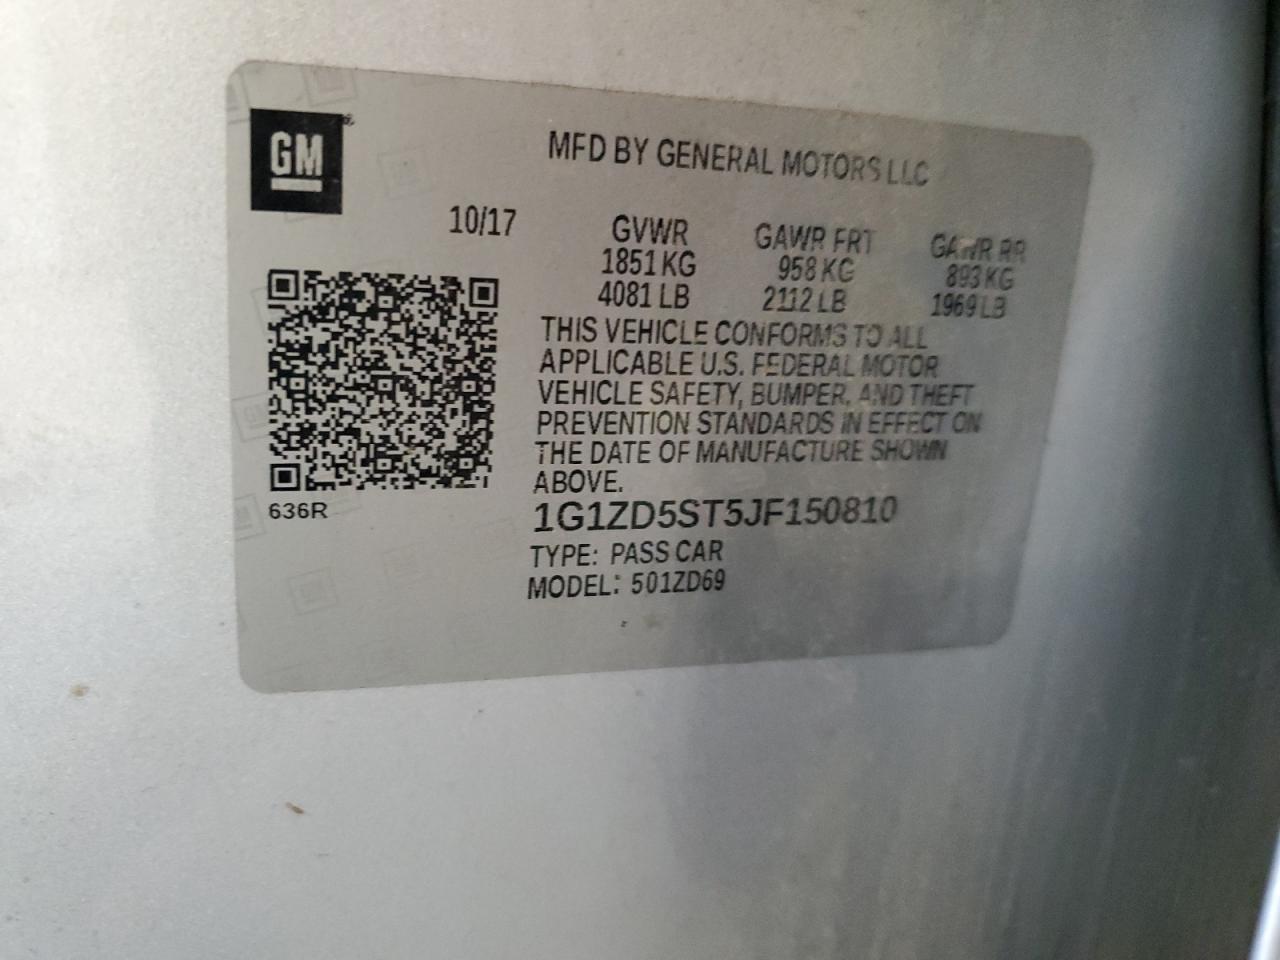 GM
MFD BY GENERAL MOTORS LLC
10/17 GVWR GAWR FRT GAWR RR
1851 KG 958 KG 893 KG
4081 LB 2112 LB 1969 LB
THIS VEHICLE CONFORMS TO ALL
APPLICABLE U.S. FEDERAL MOTOR
VEHICLE SAFETY, BUMPER, AND THEFT
PREVENTION STANDARDS IN EFFECT ON
THE DATE OF MANUFACTURE SHOWN
ABOVE.
636R
1G1ZD5ST5JF150810
TYPE: PASS CAR
MODEL: 501ZD69